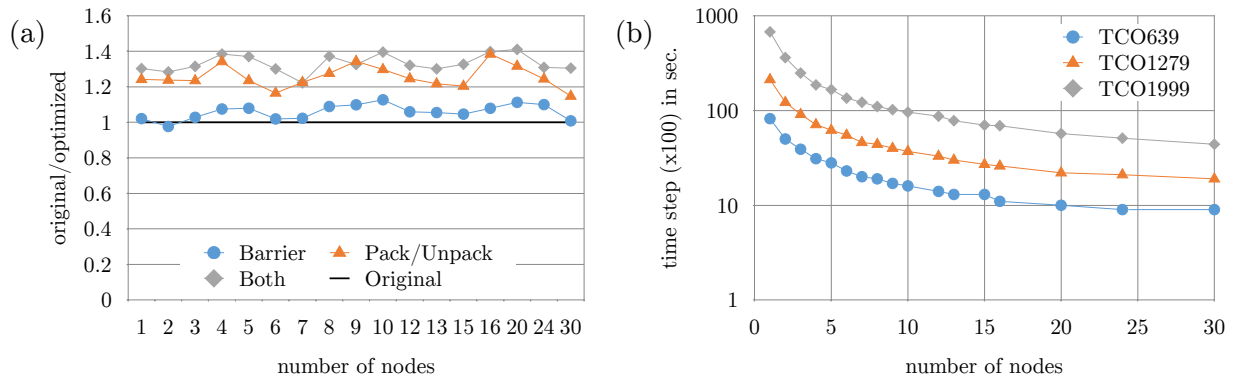 (a)
original/optimized
1.6
1.4
1.2
1
0.8
0.6
0.4
0.2
0
Barrier
Pack/Unpack
Both
Original
1 2 3 4 5 6 7 8 9 10 12 13 15 16 20 24 30
number of nodes
(b)
time step (x100) in sec.
1000
100
10
1
TCO639
TCO1279
TCO1999
0 5 10 15 20 25 30
number of nodes